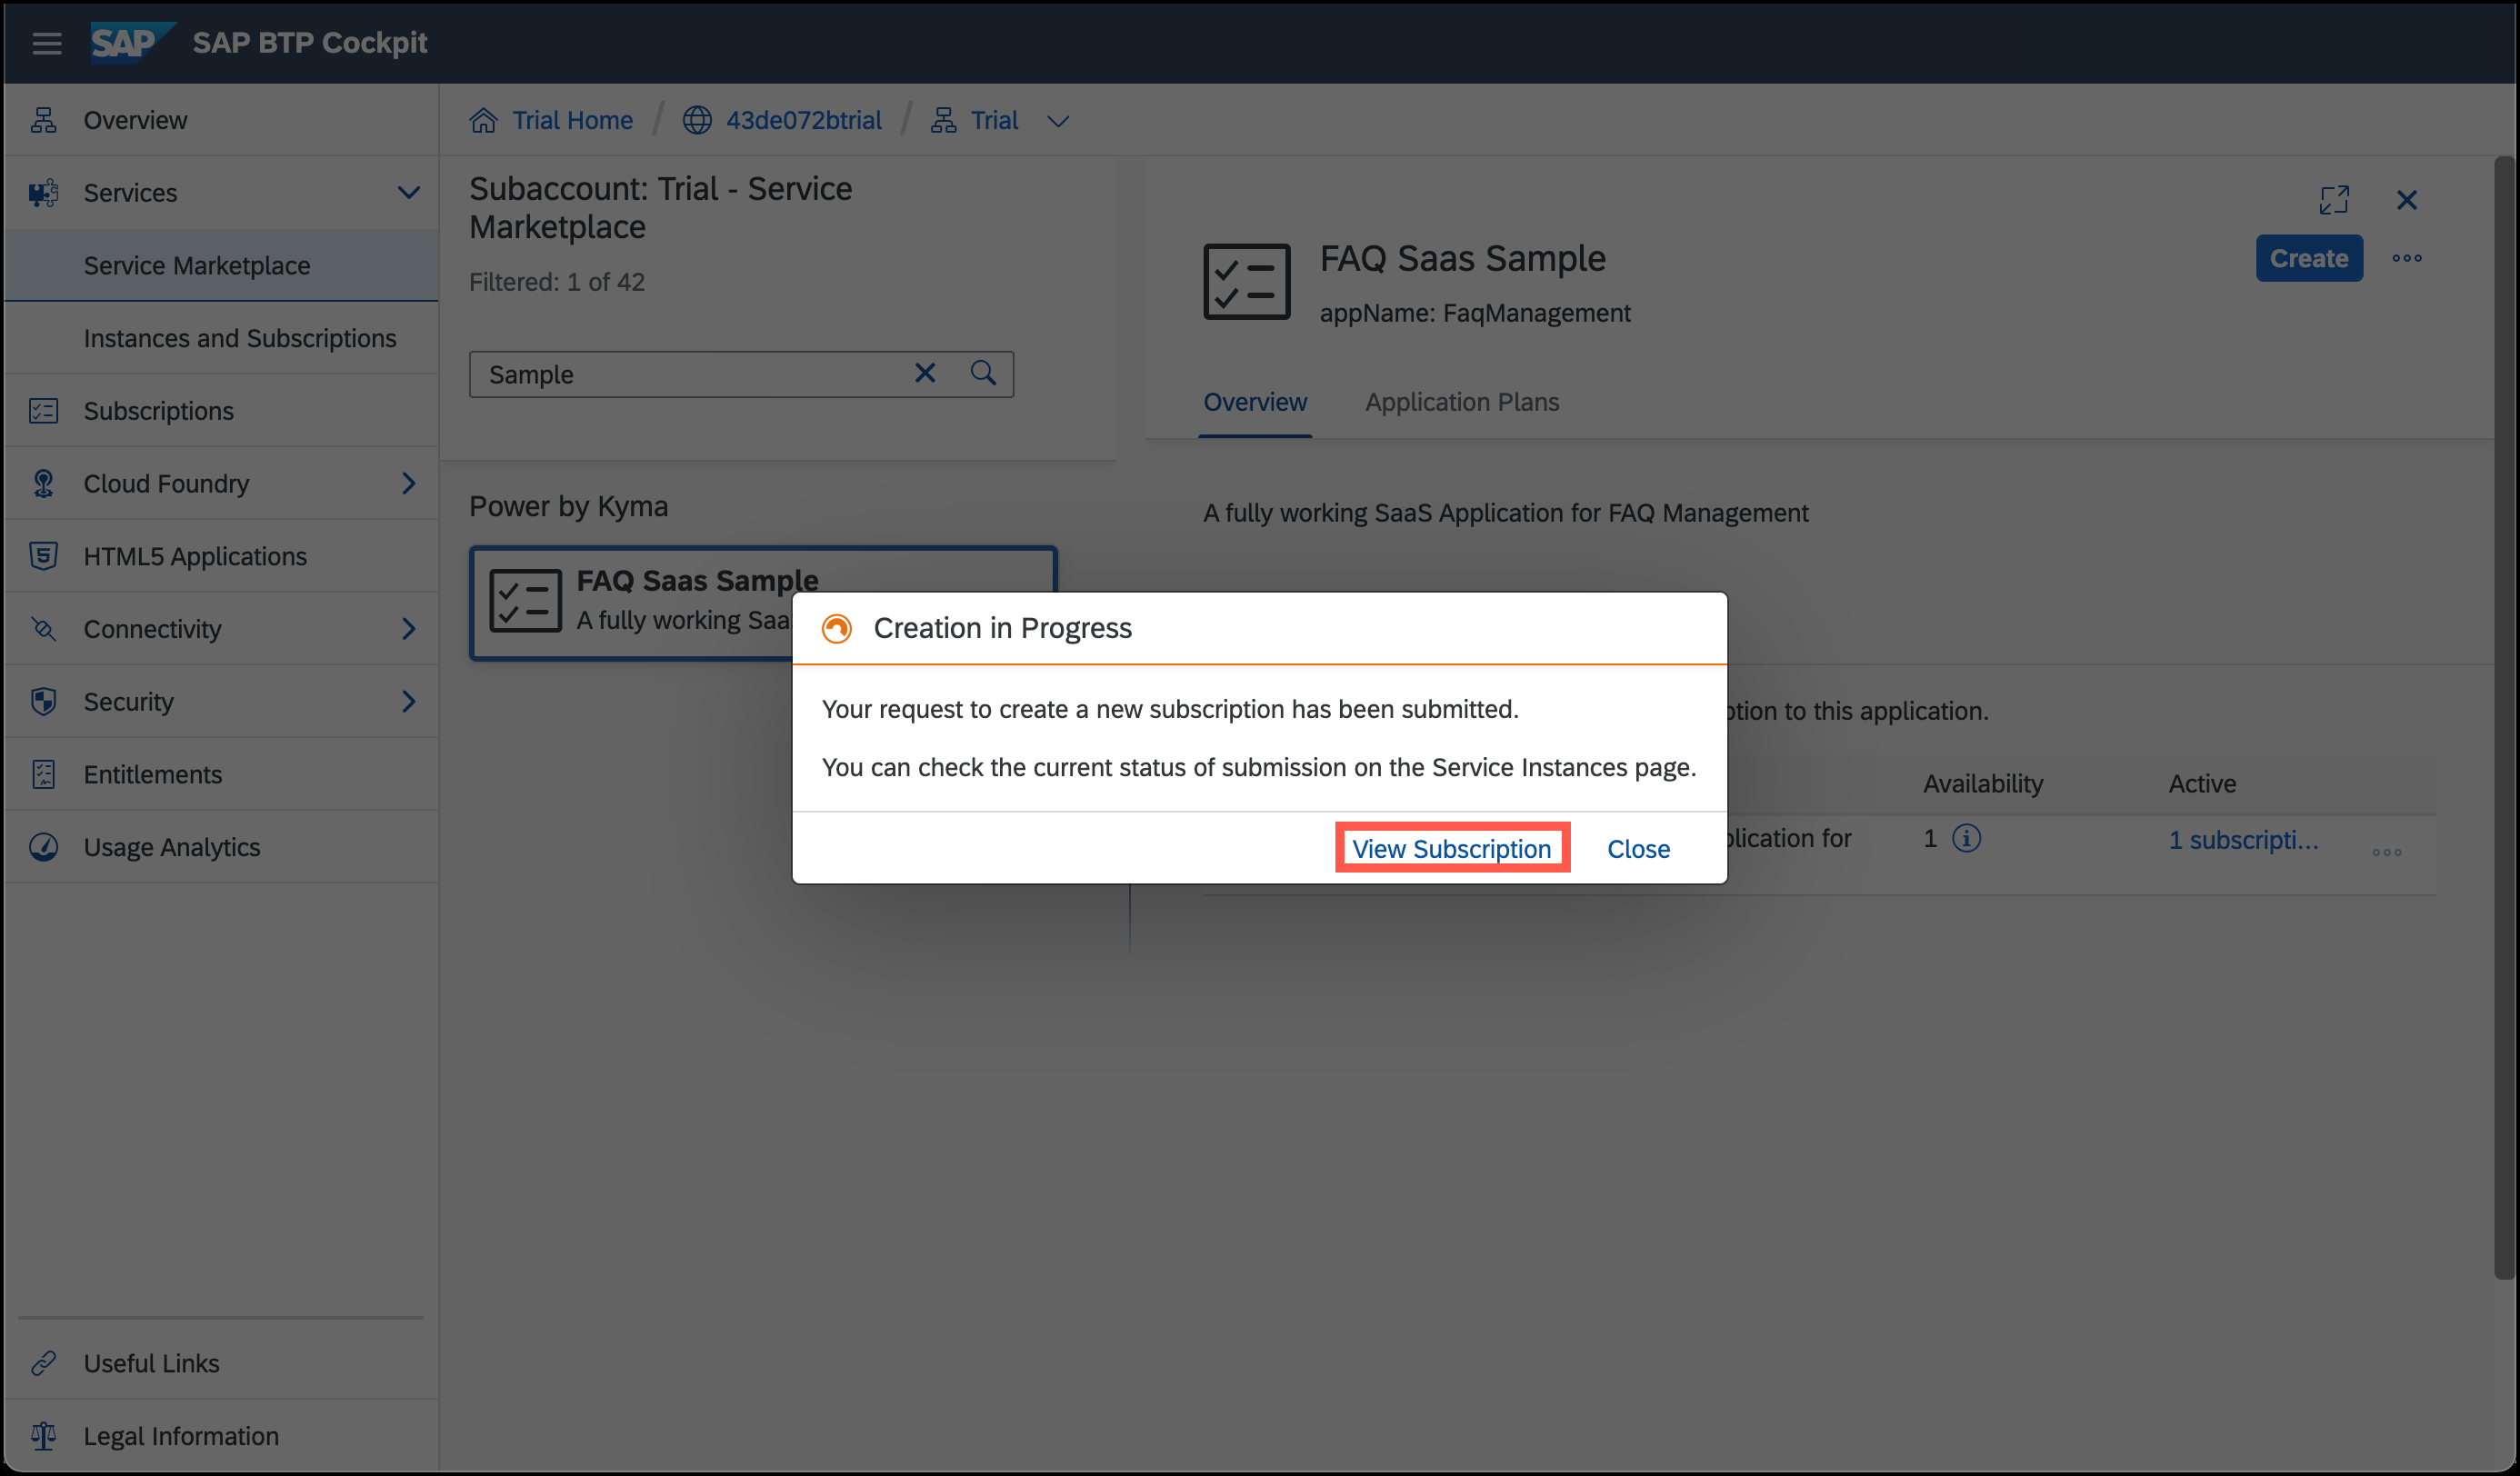 SAP SAP BTP Cockpit
Overview
Services
Service Marketplace
Instances and Subscriptions
Subscriptions
Cloud Foundry
HTML5 Applications
Connectivity
Security
Entitlements
Usage Analytics
Useful Links
Legal Information
Trial Home / 43de072btrial / Trial
Subaccount: Trial - Service
Marketplace
Filtered: 1 of 42
Sample
Power by Kyma
FAQ Saas Sample
A fully working Saa
FAQ Saas Sample
Create
appName: FaqManagement
Overview Application Plans
A fully working SaaS Application for FAQ Management
to this application.
Availability Active
for 1 1 subscripti...
Creation in Progress
Your request to create a new subscription has been submitted.
You can check the current status of submission on the Service Instances page.
View Subscription Close